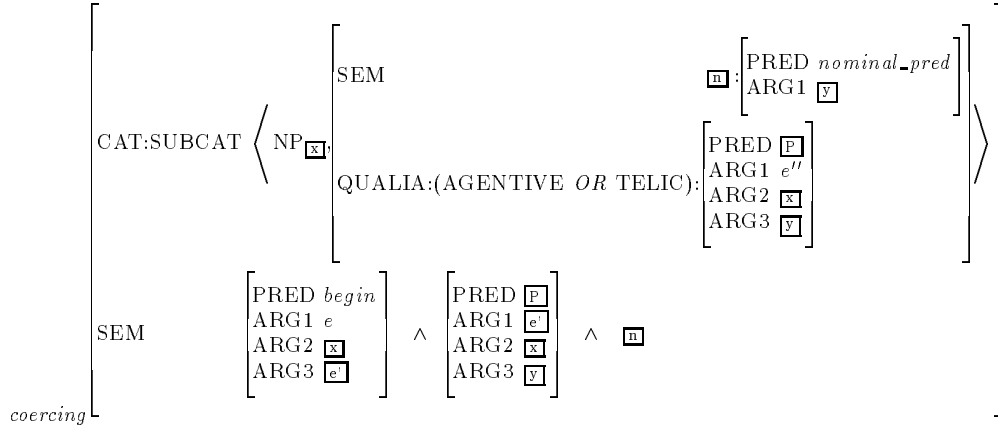 PRED nominal_pred
SEM n :
ARG1 y
CAT:SUBCAT ⟨ NP x ,
PRED P
ARG1 e''
QUALIA:(AGENTIVE OR TELIC):
ARG2 x
ARG3 y
⟩
PRED begin PRED P
ARG1 e ARG1 e'
SEM ∧ ∧ n
ARG2 x ARG2 x
ARG3 e' ARG3 y
coercing